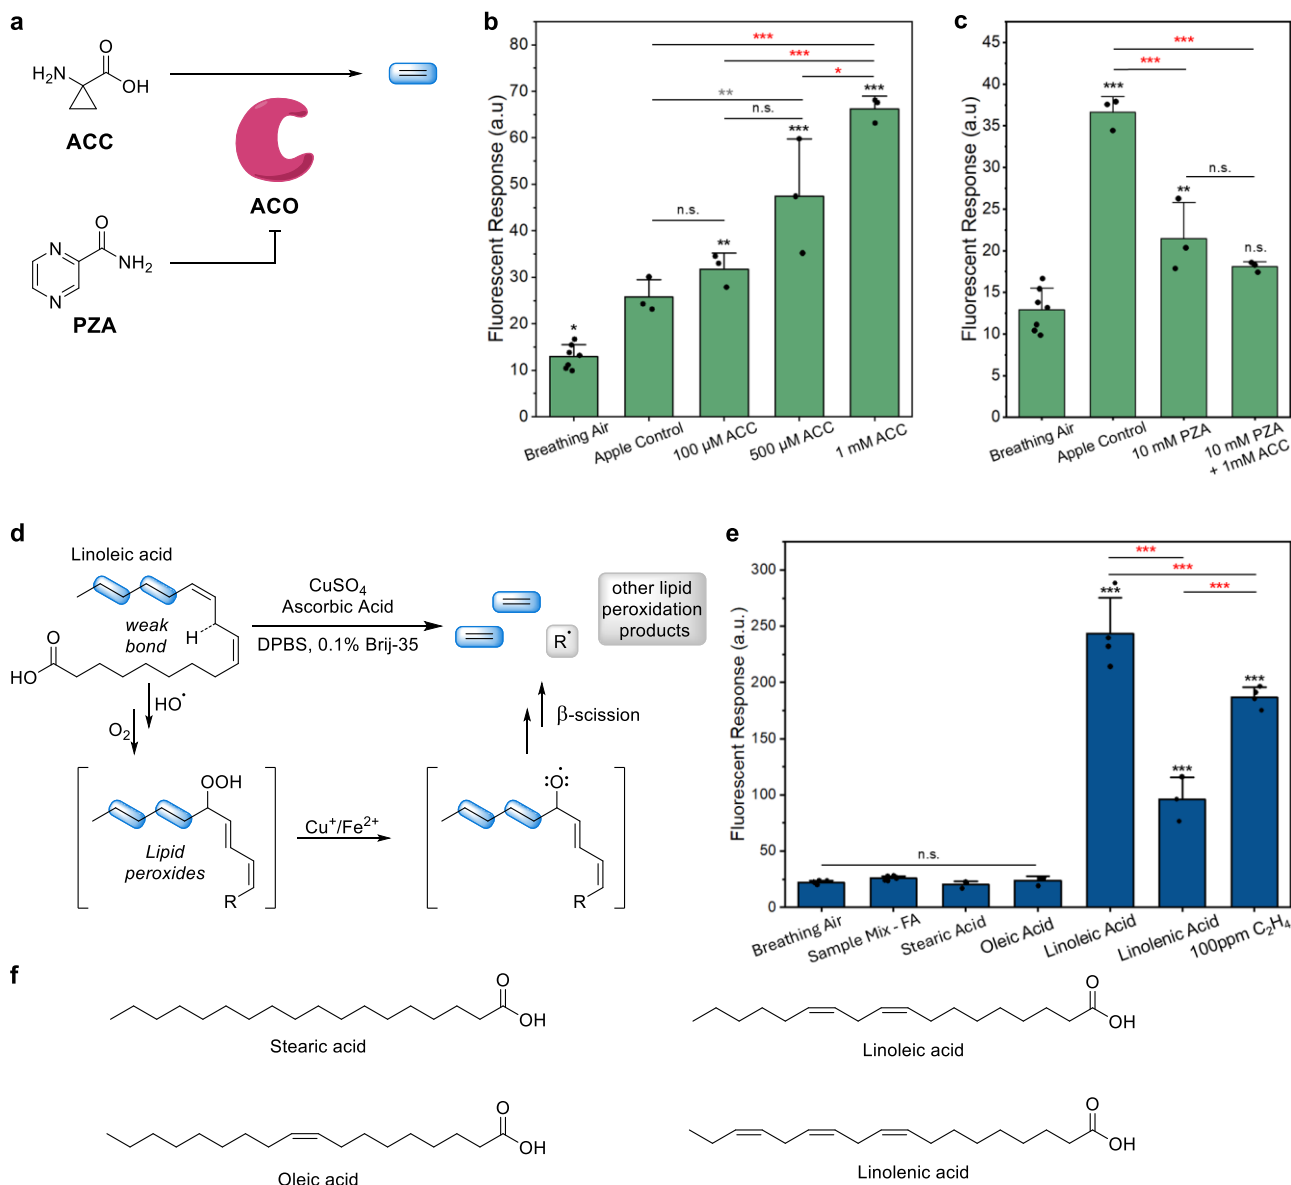 a
H₂N
O
OH
ACC
ACO
N
N
O
NH₂
PZA
b
Fluorescent Response (a.u)
80
70
60
50
40
30
20
10
0
***
***
*
**
n.s.
n.s.
*
**
***
***
Breathing Air
Apple Control
100 µM ACC
500 µM ACC
1 mM ACC
c
Fluorescent Response (a.u)
45
40
35
30
25
20
15
10
5
0
***
***
***
n.s.
**
n.s.
Breathing Air
Apple Control
10 mM PZA
10 mM PZA
+ 1mM ACC
d
Linoleic acid
weak
bond
H
O
HO
CuSO₄
Ascorbic Acid
DPBS, 0.1% Brij-35
R•
other lipid
peroxidation
products
HO•
O₂
β-scission
OOH
Lipid
peroxides
R
Cu⁺/Fe²⁺
:O:
R
e
Fluorescent Response (a.u.)
300
250
200
150
100
50
0
***
***
***
n.s.
***
***
***
Breathing Air
Sample Mix - FA
Stearic Acid
Oleic Acid
Linoleic Acid
Linolenic Acid
100ppm C₂H₄
f
O
OH
Stearic acid
O
OH
Linoleic acid
O
OH
Oleic acid
O
OH
Linolenic acid